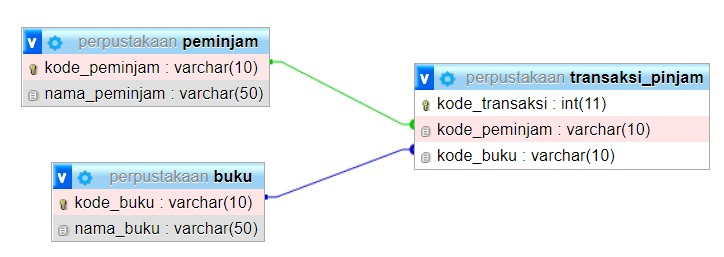 v perpustakaan peminjam
kode_peminjam : varchar(10)
nama_peminjam : varchar(50)
v perpustakaan transaksi_pinjam
kode_transaksi : int(11)
kode_peminjam : varchar(10)
kode_buku : varchar(10)
v perpustakaan buku
kode_buku : varchar(10)
nama_buku : varchar(50)